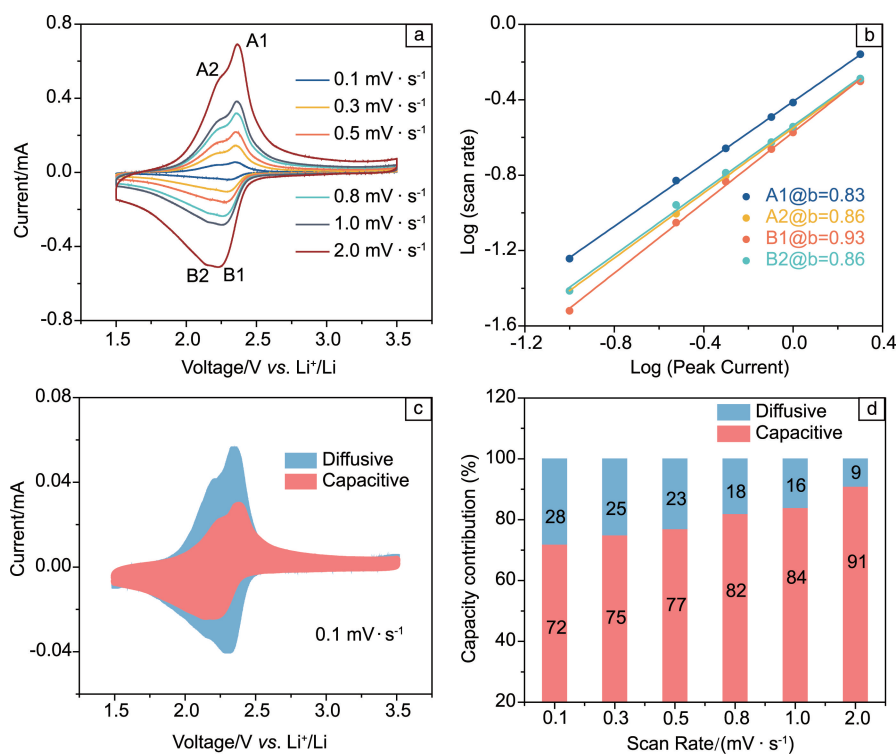 a
0.8
0.4
0.0
-0.4
-0.8
A1
A2
0.1 mV · s⁻¹
0.3 mV · s⁻¹
0.5 mV · s⁻¹
0.8 mV · s⁻¹
1.0 mV · s⁻¹
2.0 mV · s⁻¹
B2 B1
Current/mA
1.5 2.0 2.5 3.0 3.5
Voltage/V vs. Li⁺/Li
b
0.0
-0.4
-0.8
-1.2
-1.6
Log (scan rate)
A1@b=0.83
A2@b=0.86
B1@b=0.93
B2@b=0.86
-1.2 -0.8 -0.4 0.0 0.4
Log (Peak Current)
c
0.08
0.04
0.00
-0.04
Current/mA
Diffusive
Capacitive
0.1 mV · s⁻¹
1.5 2.0 2.5 3.0 3.5
Voltage/V vs. Li⁺/Li
d
120
100
80
60
40
20
Capacity contribution (%)
Diffusive
Capacitive
28 25 23 18 16 9
72 75 77 82 84 91
0.1 0.3 0.5 0.8 1.0 2.0
Scan Rate/(mV · s⁻¹)